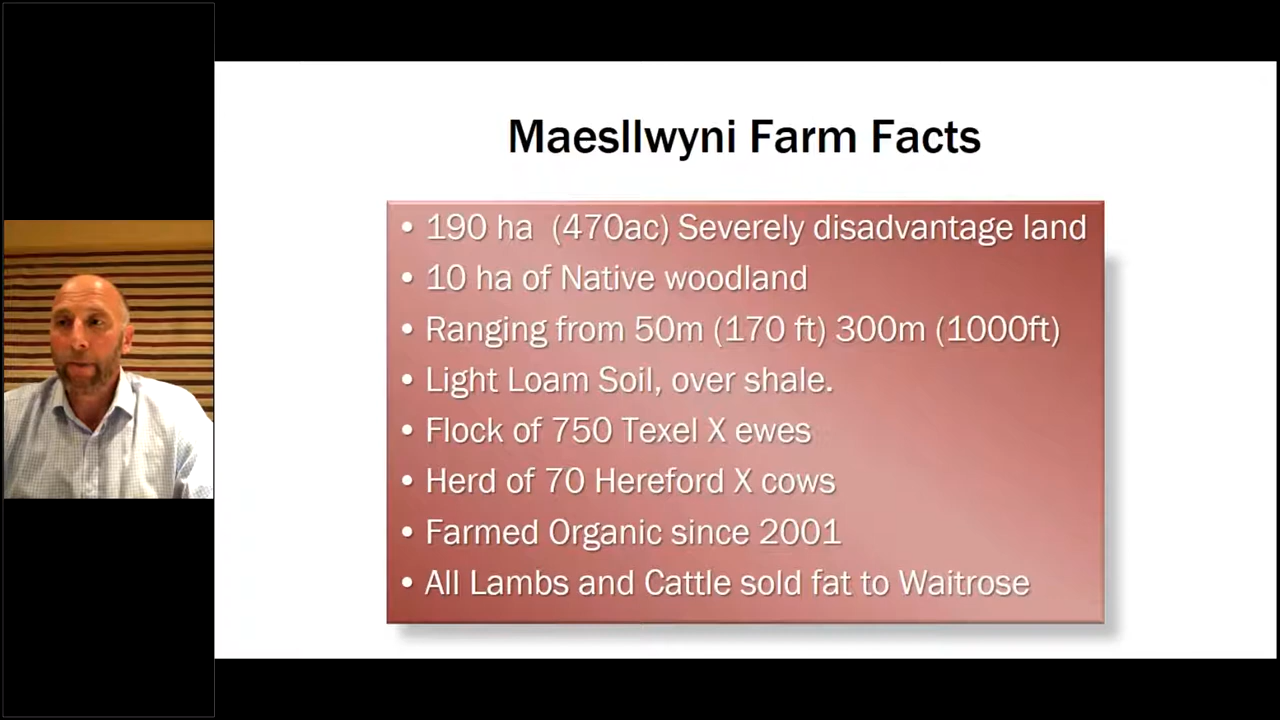 Maesllwyni Farm Facts
• 190 ha (470ac) Severely disadvantage land
• 10 ha of Native woodland
• Ranging from 50m (170 ft) 300m (1000ft)
• Light Loam Soil, over shale.
• Flock of 750 Texel X ewes
• Herd of 70 Hereford X cows
• Farmed Organic since 2001
• All Lambs and Cattle sold fat to Waitrose